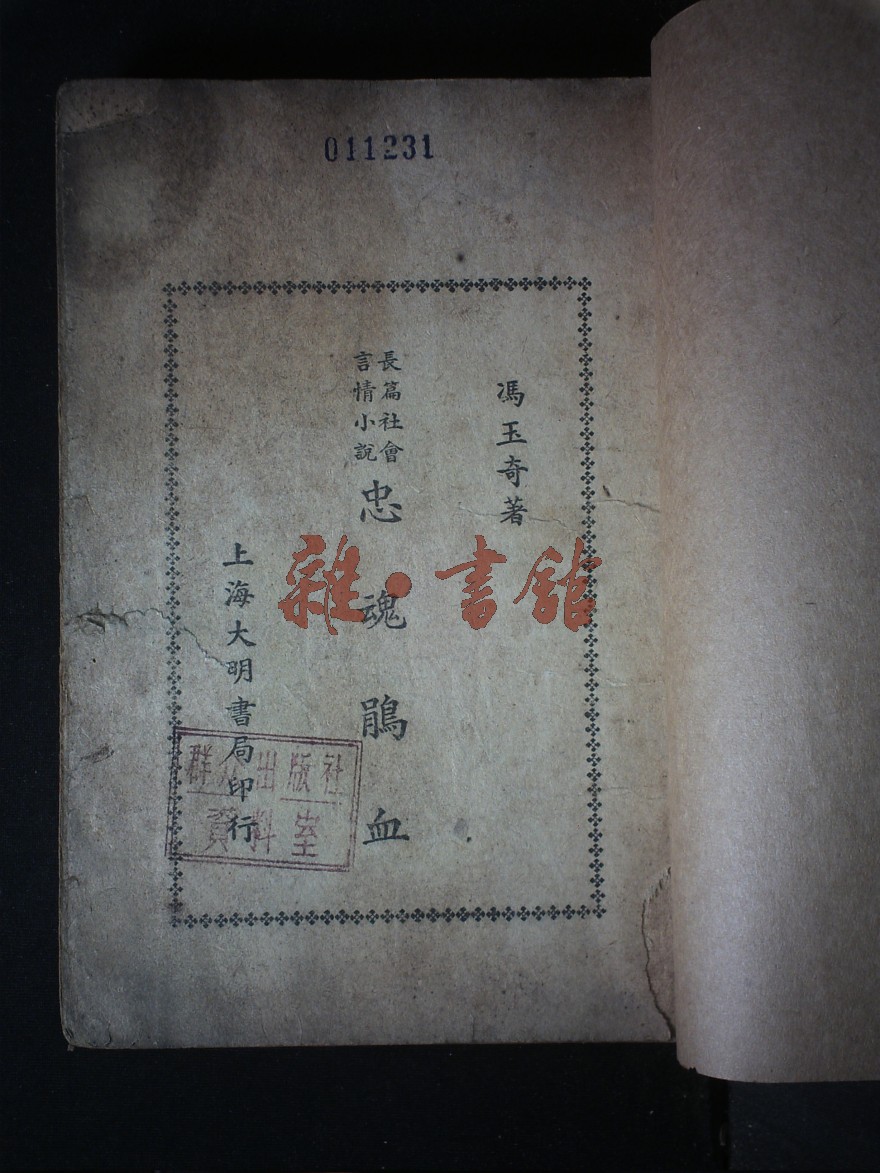 011231
馮玉奇著
長篇社會
言情小說
忠魂鵑血
上海大明書局印行
雜·書館
群众出版社
資料室